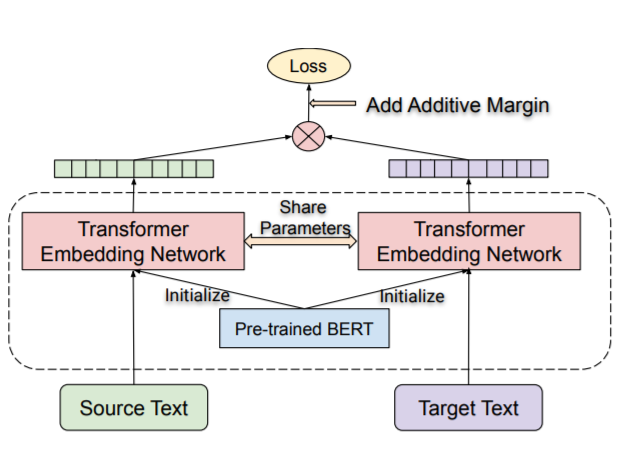 Loss
Add Additive Margin
Share
Parameters
Transformer
Embedding Network
Transformer
Embedding Network
Initialize
Initialize
Pre-trained BERT
Source Text
Target Text